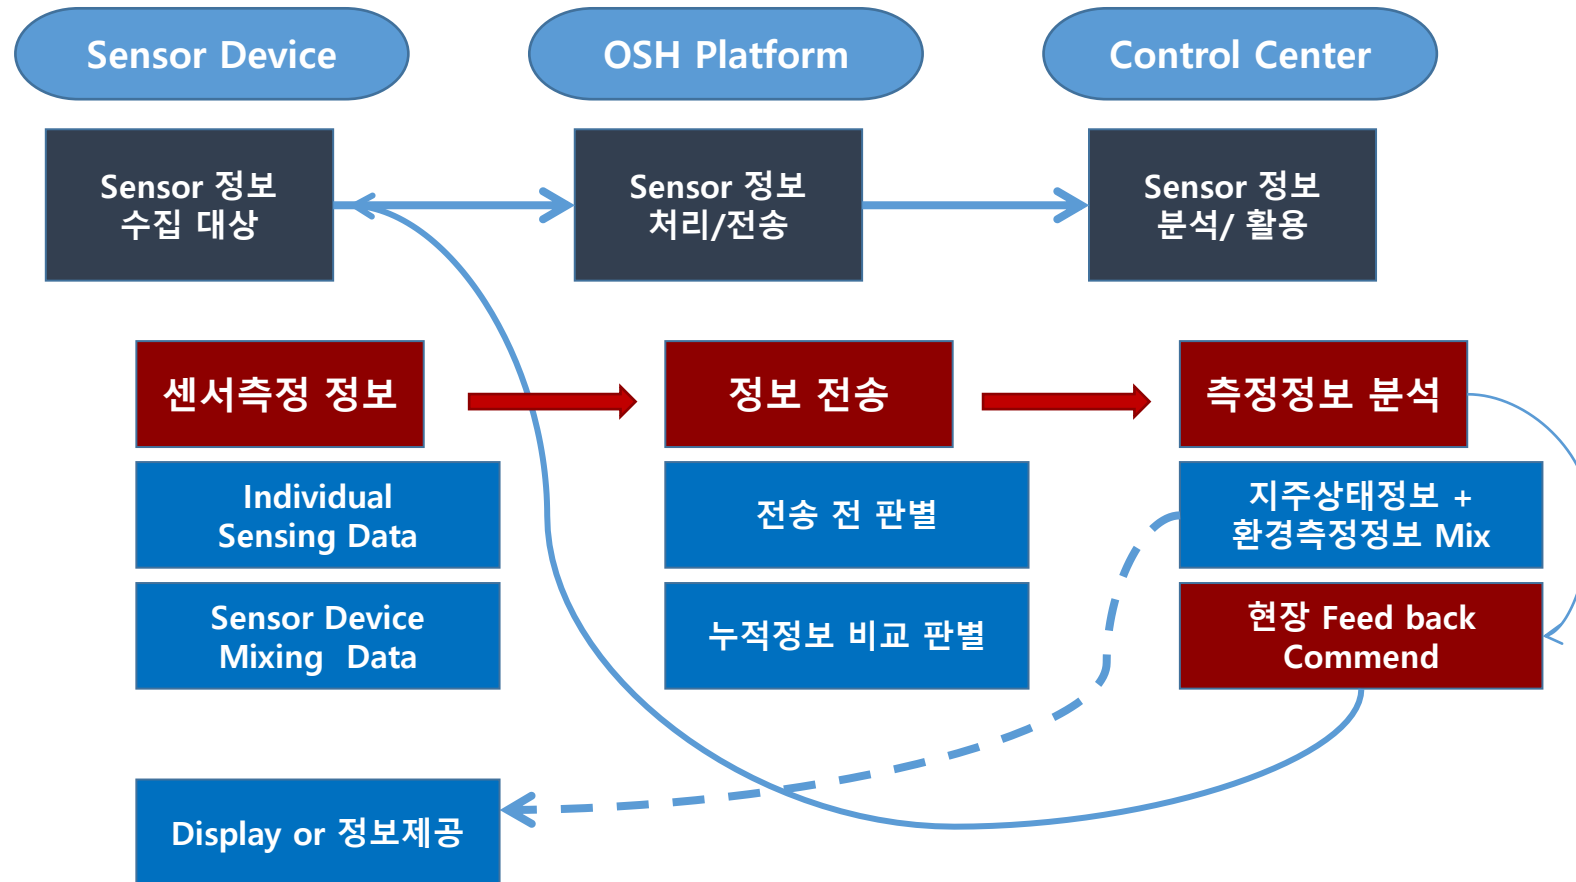 Sensor Device
OSH Platform
Control Center
Sensor 정보
수집 대상
Sensor 정보
처리/전송
Sensor 정보
분석/ 활용
센서측정 정보
정보 전송
측정정보 분석
Individual
Sensing Data
전송 전 판별
지주상태정보 +
환경측정정보 Mix
Sensor Device
Mixing Data
누적정보 비교 판별
현장 Feed back
Commend
Display or 정보제공